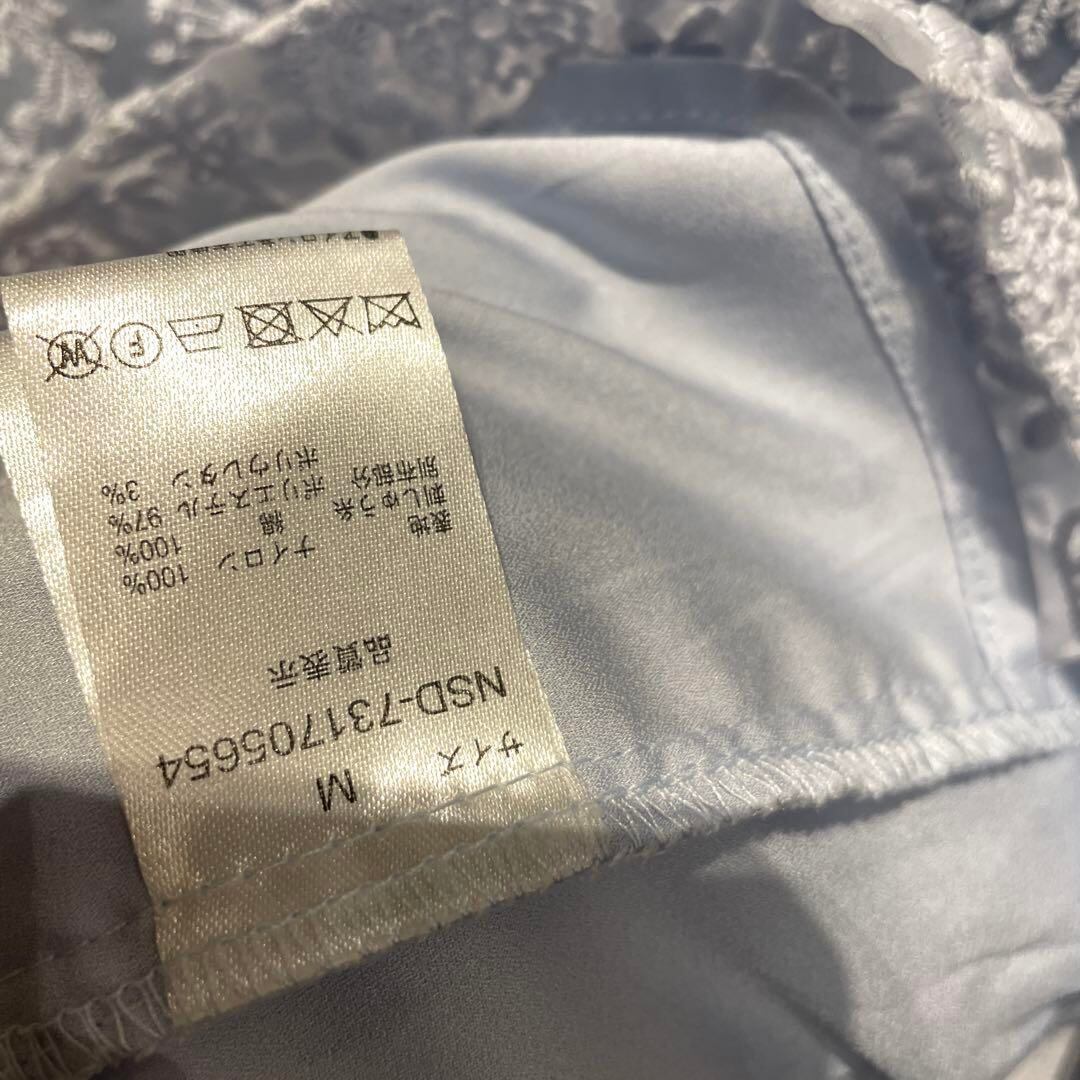 サイズ M
NSD-731705654
品質表示
表地 ナイロン 100%
刺しゅう糸 綿 100%
別布部分 ポリエステル 97%
ポリウレタン 3%
F
W